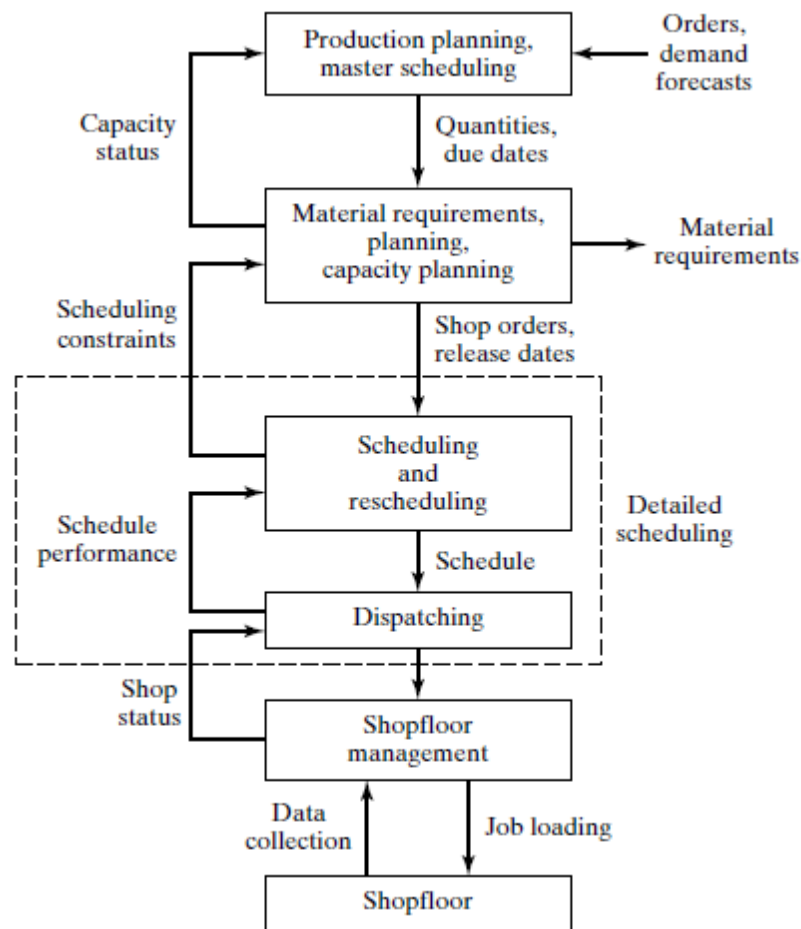 Production planning,
master scheduling
Orders,
demand
forecasts
Capacity
status
Quantities,
due dates
Material requirements,
planning,
capacity planning
Material
requirements
Scheduling
constraints
Shop orders,
release dates
Scheduling
and
rescheduling
Detailed
scheduling
Schedule
performance
Schedule
Dispatching
Shop
status
Shopfloor
management
Data
collection
Job loading
Shopfloor